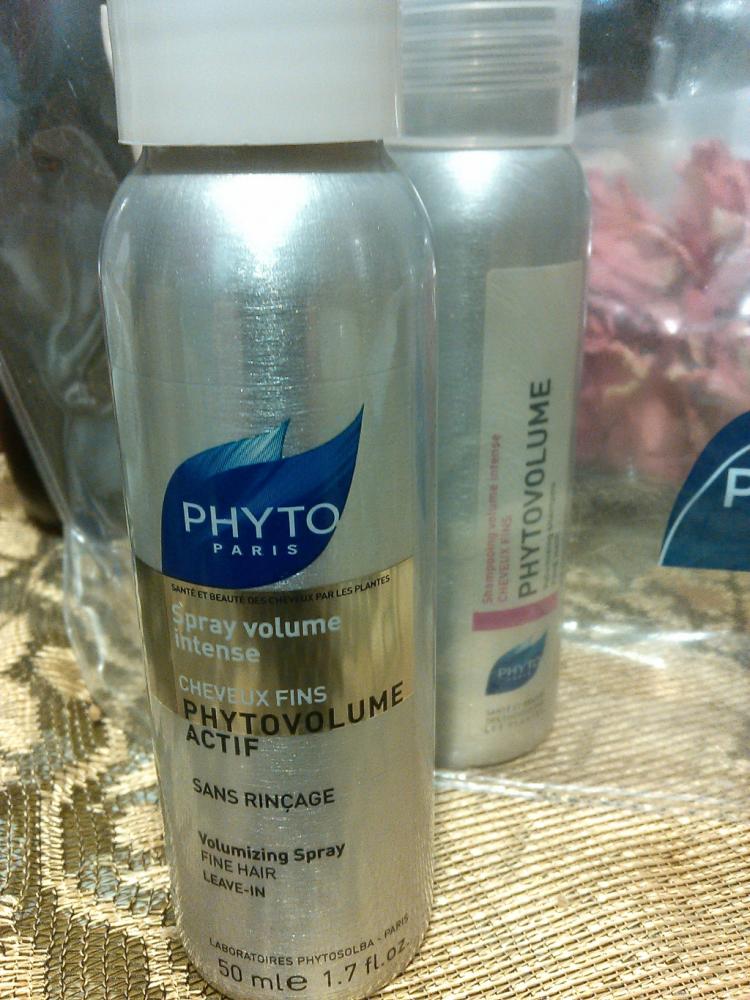 PHYTO
PARIS
SANTÉ ET BEAUTÉ DES CHEVEUX PAR LES PLANTES
Spray volume
intense
CHEVEUX FINS
PHYTOVOLUME
ACTIF
SANS RINÇAGE
Volumizing Spray
FINE HAIR
LEAVE-IN
LABORATOIRES PHYTOSOLBA - PARIS
50 mle 1.7 fl.oz.
Shampooing volume intense
CHEVEUX FINS
PHYTOVOLUME
PHYTO
P